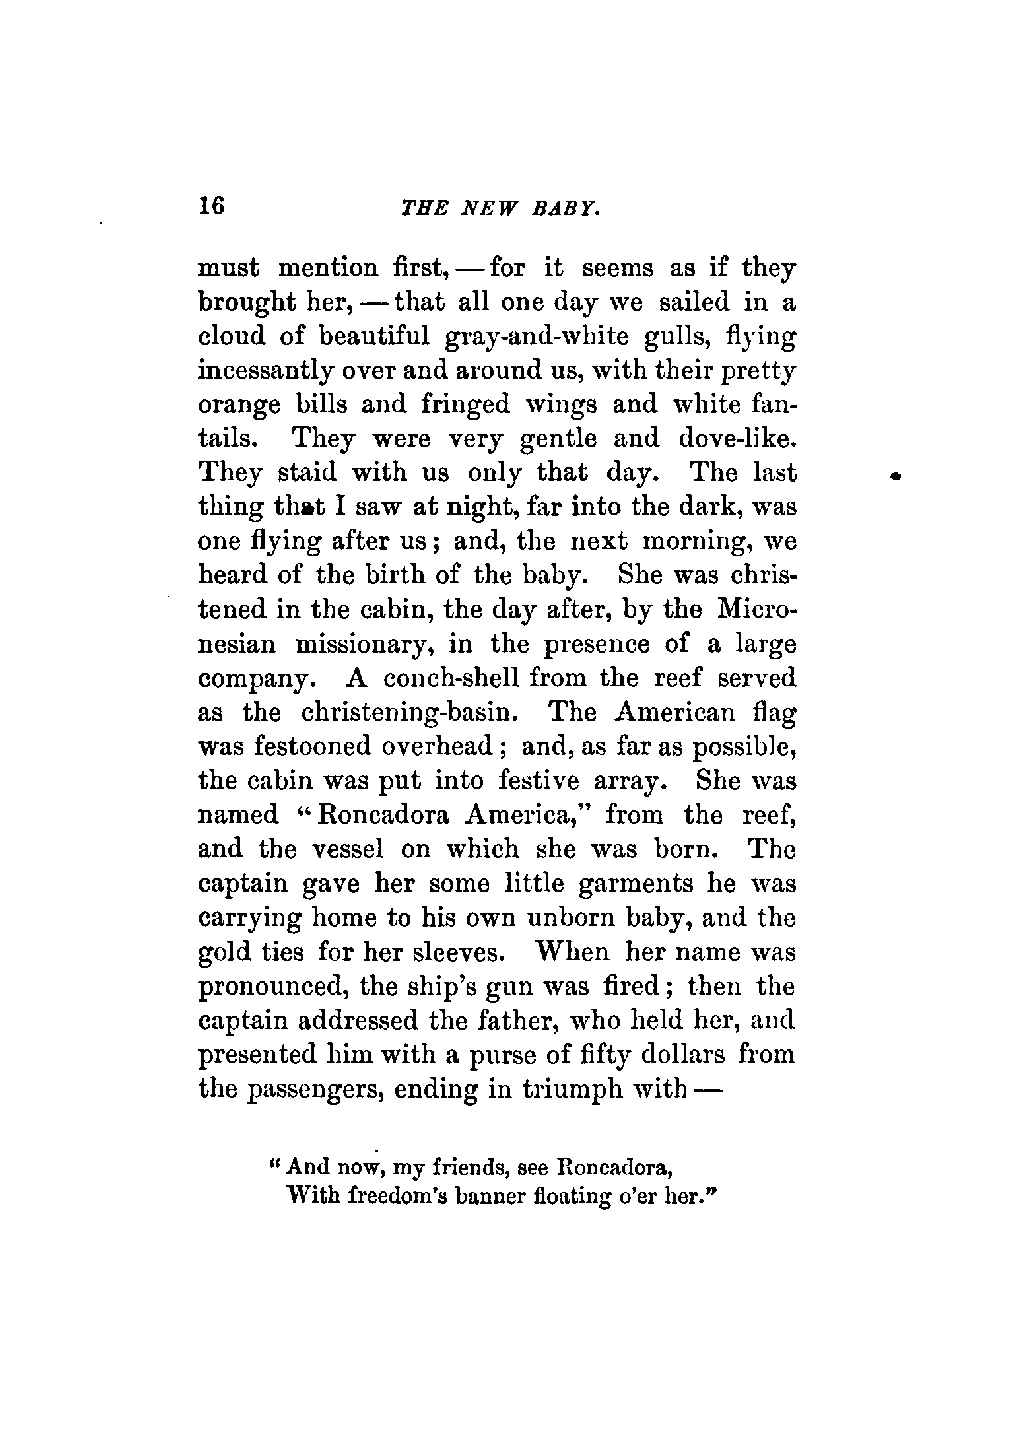 16 THE NEW BABY.
must mention first, — for it seems as if they
brought her, — that all one day we sailed in a
cloud of beautiful gray-and-white gulls, flying
incessantly over and around us, with their pretty
orange bills and fringed wings and white fan-
tails. They were very gentle and dove-like.
They staid with us only that day. The last
thing that I saw at night, far into the dark, was
one flying after us; and, the next morning, we
heard of the birth of the baby. She was chris-
tened in the cabin, the day after, by the Micro-
nesian missionary, in the presence of a large
company. A conch-shell from the reef served
as the christening-basin. The American flag
was festooned overhead; and, as far as possible,
the cabin was put into festive array. She was
named "Roncadora America," from the reef,
and the vessel on which she was born. The
captain gave her some little garments he was
carrying home to his own unborn baby, and the
gold ties for her sleeves. When her name was
pronounced, the ship's gun was fired; then the
captain addressed the father, who held her, and
presented him with a purse of fifty dollars from
the passengers, ending in triumph with —
"And now, my friends, see Roncadora,
With freedom's banner floating o'er her."